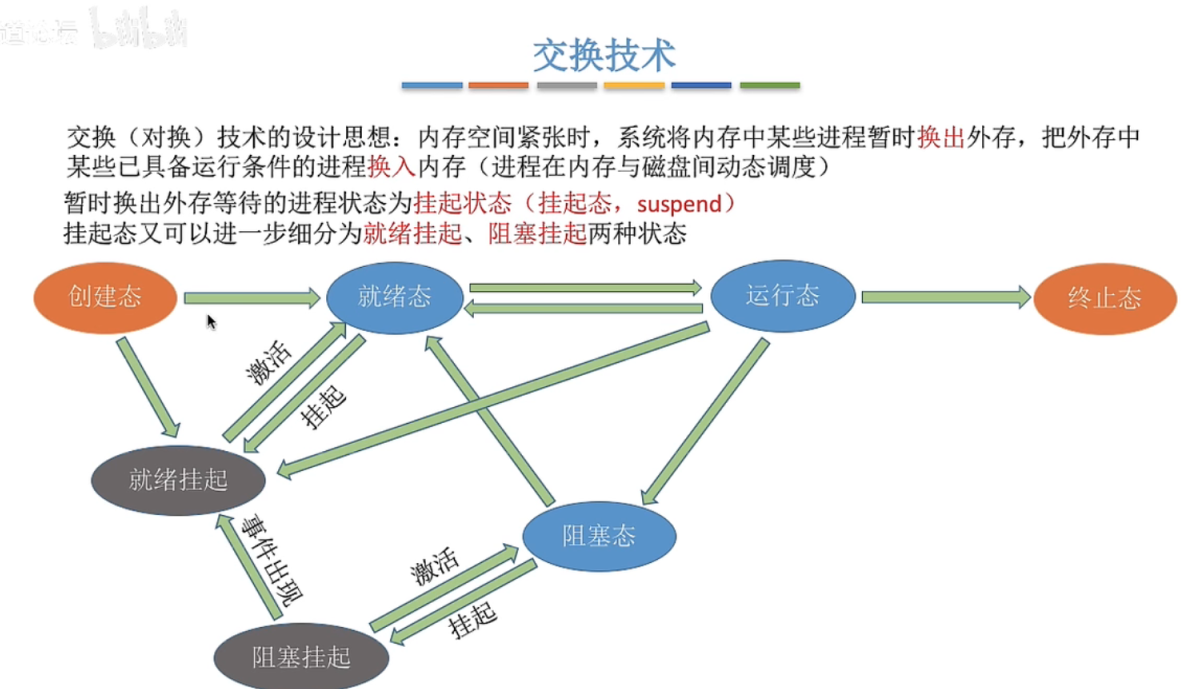 bilibili
交换技术
交换（对换）技术的设计思想：内存空间紧张时，系统将内存中某些进程暂时换出外存，把外存中
某些已具备运行条件的进程换入内存（进程在内存与磁盘间动态调度）
暂时换出外存等待的进程状态为挂起状态（挂起态，suspend）
挂起态又可以进一步细分为就绪挂起、阻塞挂起两种状态
创建态
就绪态
运行态
终止态
激活
挂起
就绪挂起
事件出现
阻塞态
激活
挂起
阻塞挂起